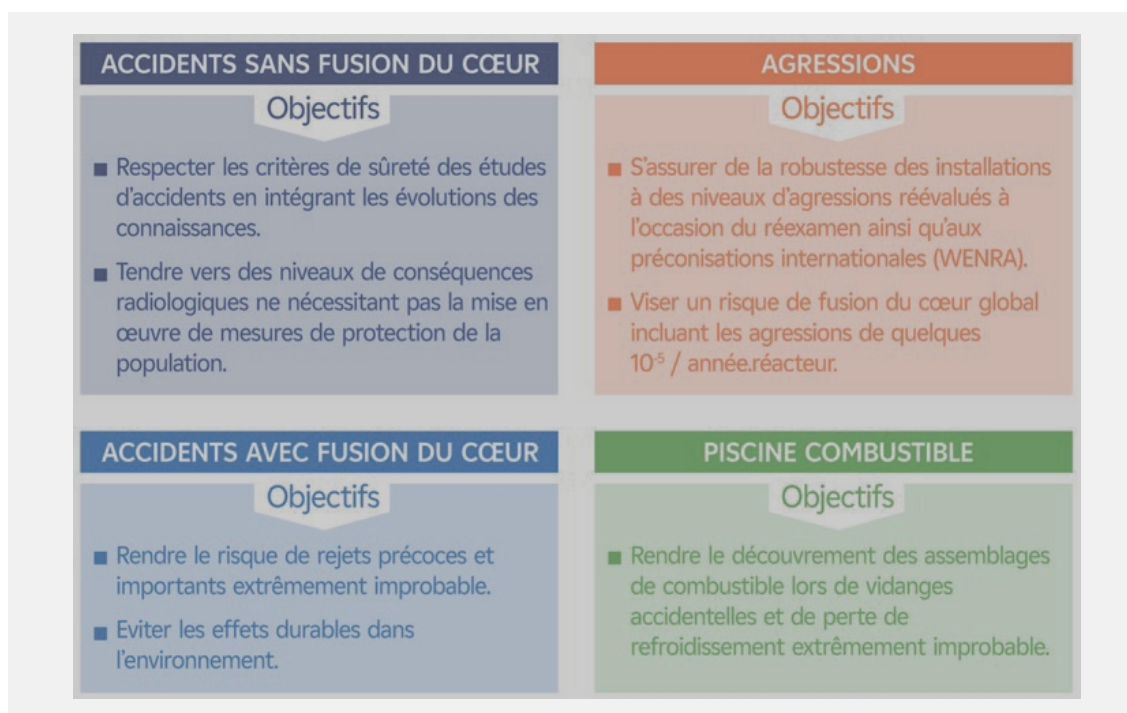 ACCIDENTS SANS FUSION DU CŒUR
Objectifs
■ Respecter les critères de sûreté des études
d'accidents en intégrant les évolutions des
connaissances.
■ Tendre vers des niveaux de conséquences
radiologiques ne nécessitant pas la mise en
œuvre de mesures de protection de la
population.
AGRESSIONS
Objectifs
■ S'assurer de la robustesse des installations
à des niveaux d'agressions réévalués à
l'occasion du réexamen ainsi qu'aux
préconisations internationales (WENRA).
■ Viser un risque de fusion du cœur global
incluant les agressions de quelques
10⁻⁵ / année.réacteur.
ACCIDENTS AVEC FUSION DU CŒUR
Objectifs
■ Rendre le risque de rejets précoces et
importants extrêmement improbable.
■ Eviter les effets durables dans
l'environnement.
PISCINE COMBUSTIBLE
Objectifs
■ Rendre le découvrement des assemblages
de combustible lors de vidanges
accidentelles et de perte de
refroidissement extrêmement improbable.